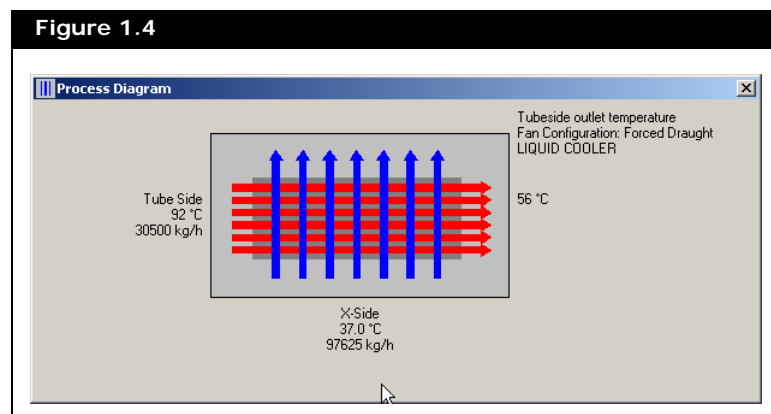 Figure 1.4
Process Diagram
Tubeside outlet temperature
Fan Configuration: Forced Draught
LIQUID COOLER
Tube Side
92 °C
30500 kg/h
56 °C
X-Side
37.0 °C
97625 kg/h